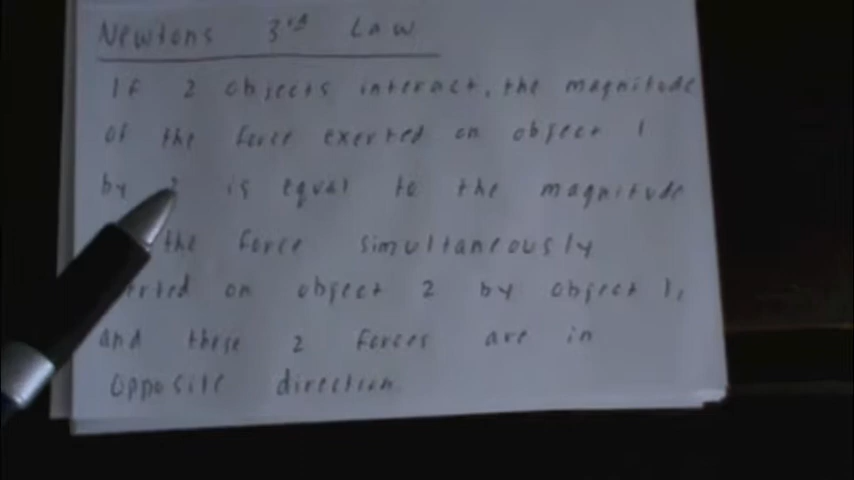 Newtons 3rd Law
If 2 objects interact, the magnitude
of the force exerted on object 1
by 2 is equal to the magnitude
the force simultaneously
on object 2 by object 1,
and these 2 forces are in
opposite direction